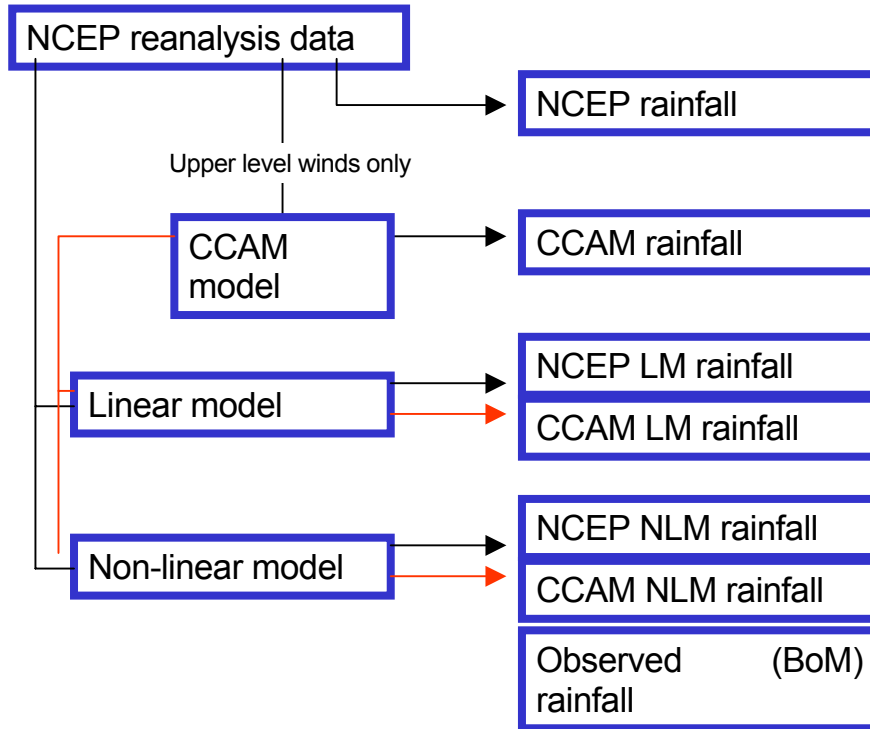 NCEP reanalysis data
NCEP rainfall
Upper level winds only
CCAM
model
CCAM rainfall
Linear model
NCEP LM rainfall
CCAM LM rainfall
Non-linear model
NCEP NLM rainfall
CCAM NLM rainfall
Observed (BoM)
rainfall